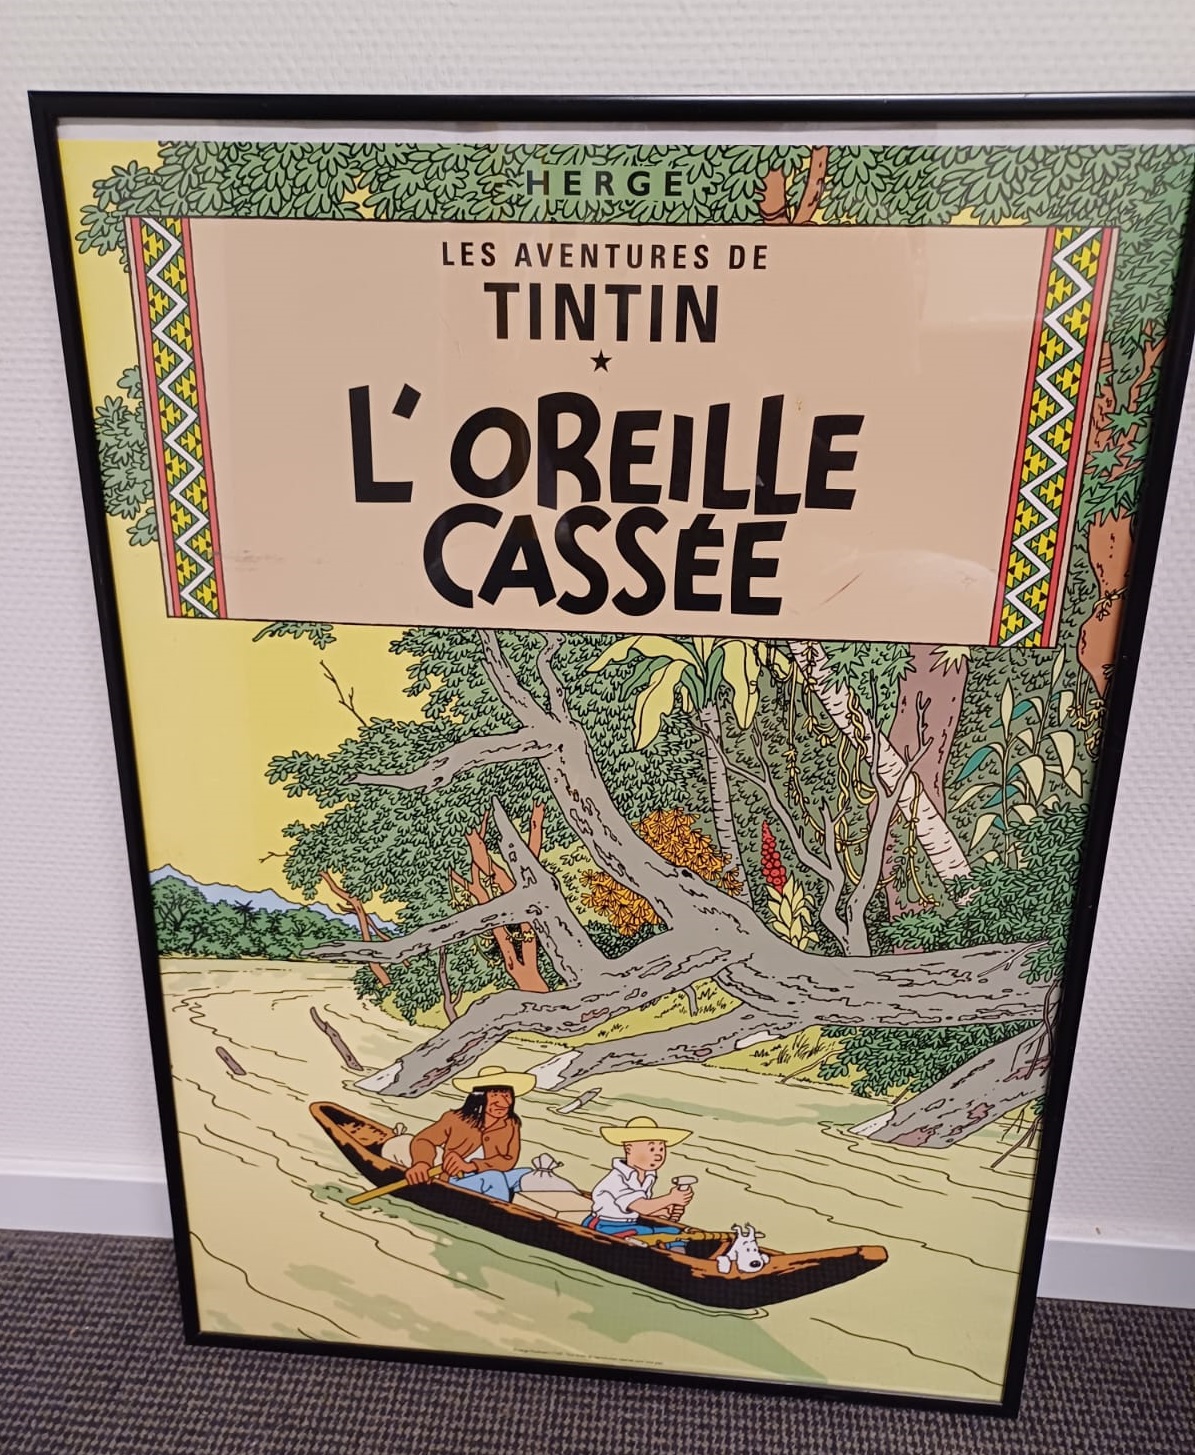 HERGÉ
LES AVENTURES DE
TINTIN
L'OREILLE
CASSÉE